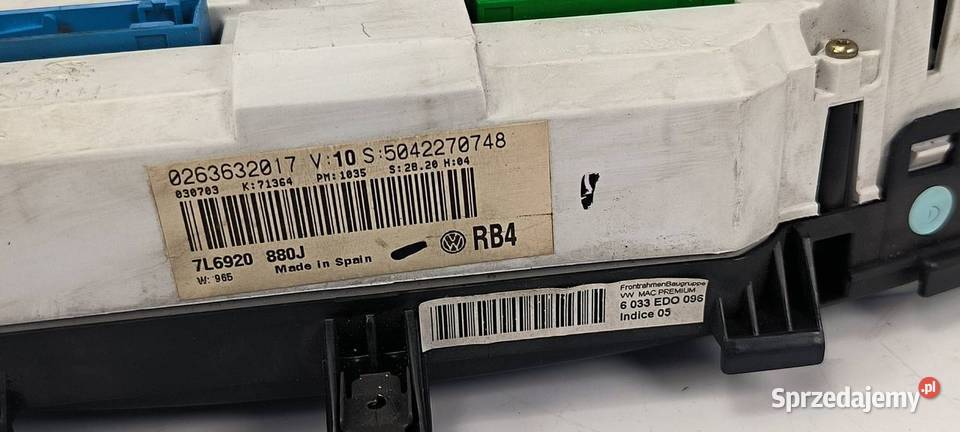 0263632017 V:10 S:5042270748
030703 K:71364 PM:1035 S:28.20 H:04
7L6920 880J RB4
W: 965 Made in Spain
FrontrahmenBaugruppe
VW MAC PREMIUM
6 033 EDO 096
Indice 05
Sprzedajemy.pl